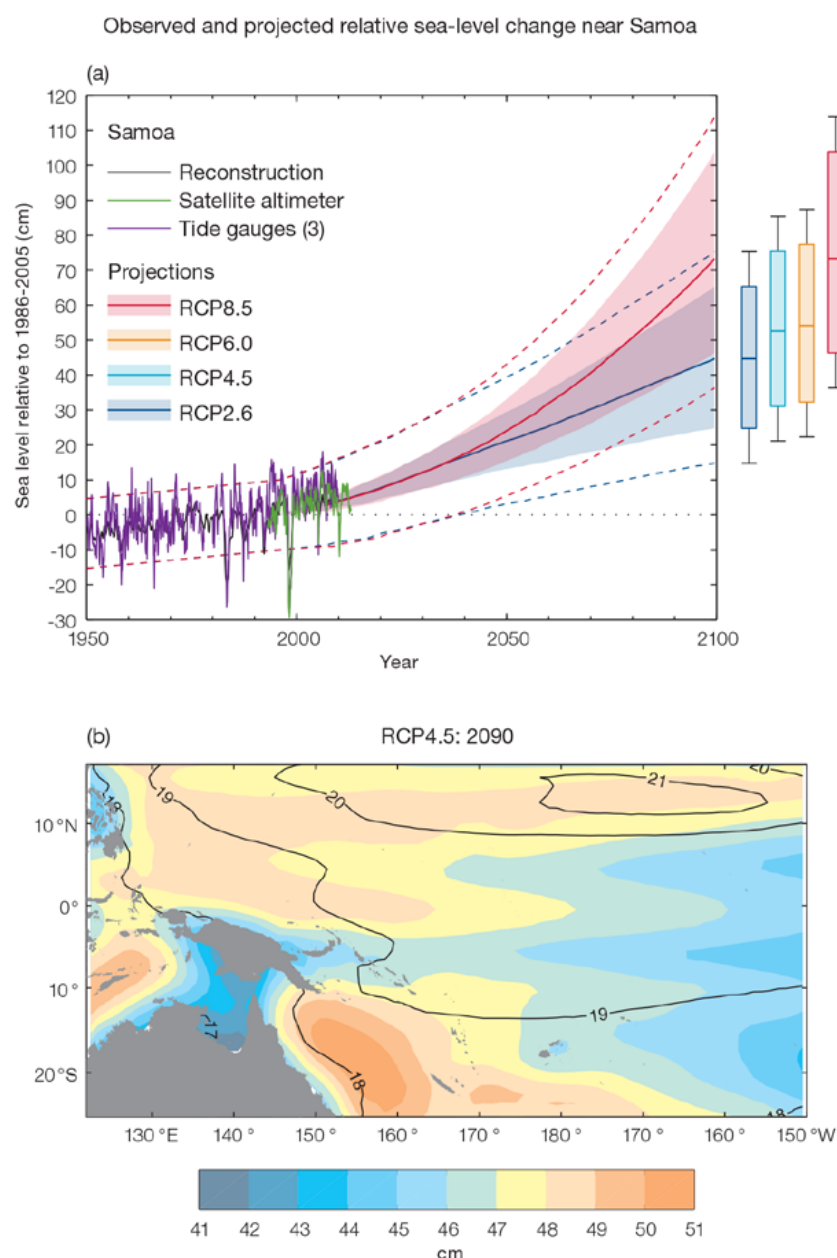 Observed and projected relative sea-level change near Samoa
(a)
120
110
100
90
80
70
60
50
40
30
20
10
0
-10
-20
-30
Sea level relative to 1986-2005 (cm)
Samoa
Reconstruction
Satellite altimeter
Tide gauges (3)
Projections
RCP8.5
RCP6.0
RCP4.5
RCP2.6
1950 2000 2050 2100
Year
(b) RCP4.5: 2090
10°N
0°
10°
20°S
19 19 20 21 20
19
17 18 18
130°E 140° 150° 160° 170° 180° 170° 160° 150°W
41 42 43 44 45 46 47 48 49 50 51
cm